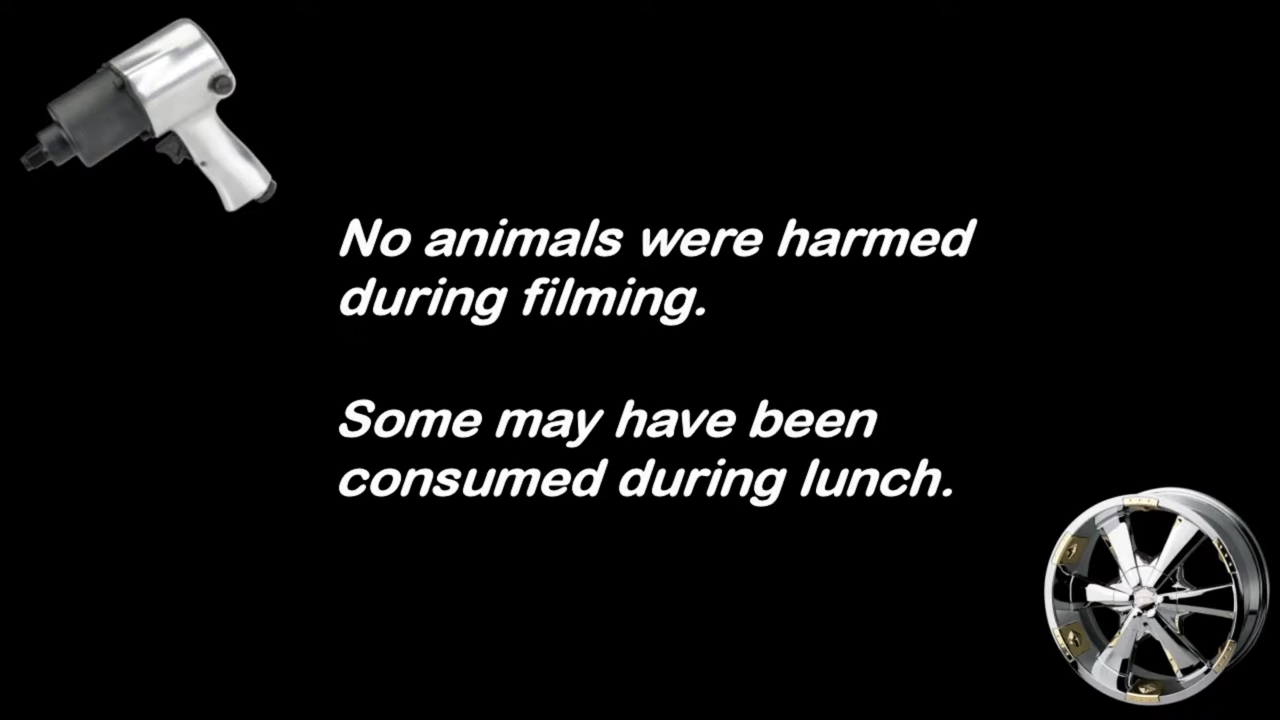 No animals were harmed
during filming.
Some may have been
consumed during lunch.